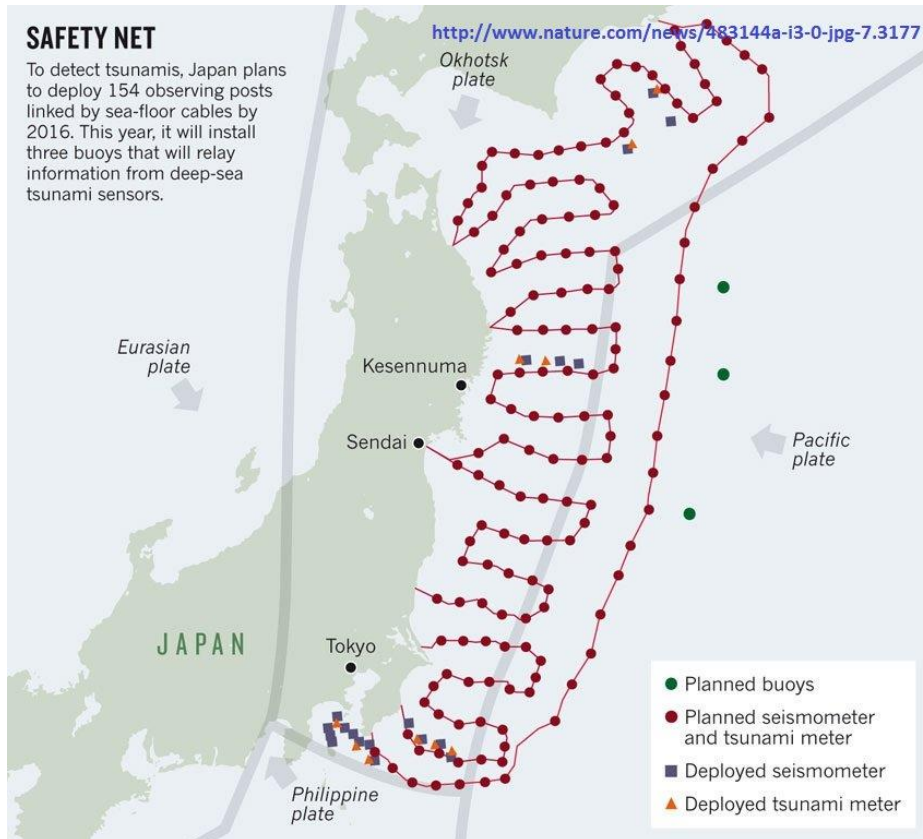 SAFETY NET
http://www.nature.com/news/483144a-i3-0-jpg-7.3177
To detect tsunamis, Japan plans
to deploy 154 observing posts
linked by sea-floor cables by
2016. This year, it will install
three buoys that will relay
information from deep-sea
tsunami sensors.
Okhotsk
plate
Eurasian
plate
Kesennuma
Sendai
Pacific
plate
JAPAN
Tokyo
Philippine
plate
Planned buoys
Planned seismometer
and tsunami meter
Deployed seismometer
Deployed tsunami meter